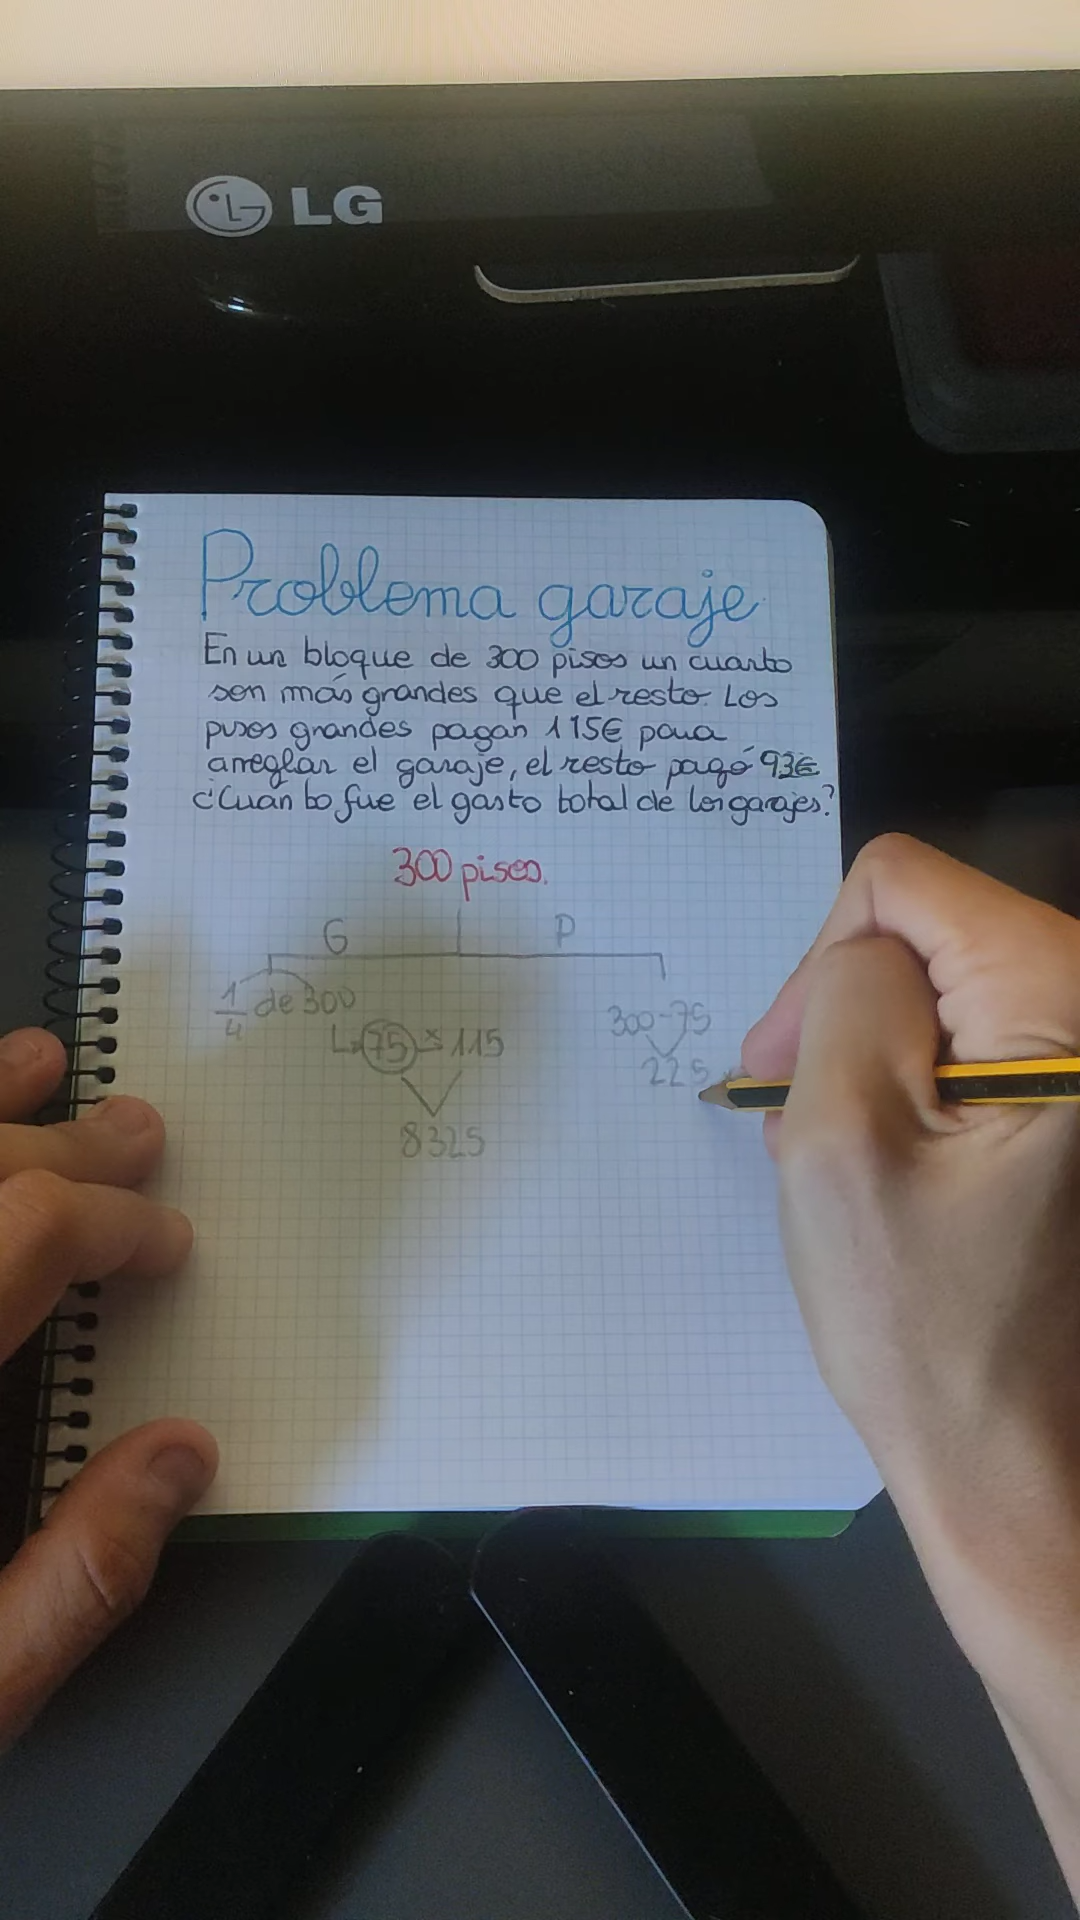 LG
Problema garaje
En un bloque de 300 pisos un cuarto
son más grandes que el resto. Los
pisos grandes pagan 115€ para
arreglar el garaje, el resto pagó 93€
¿Cuánto fue el gasto total de los garajes?
300 pisos.
G P
1/4 de 300
300-75
75 x 115
225
8325